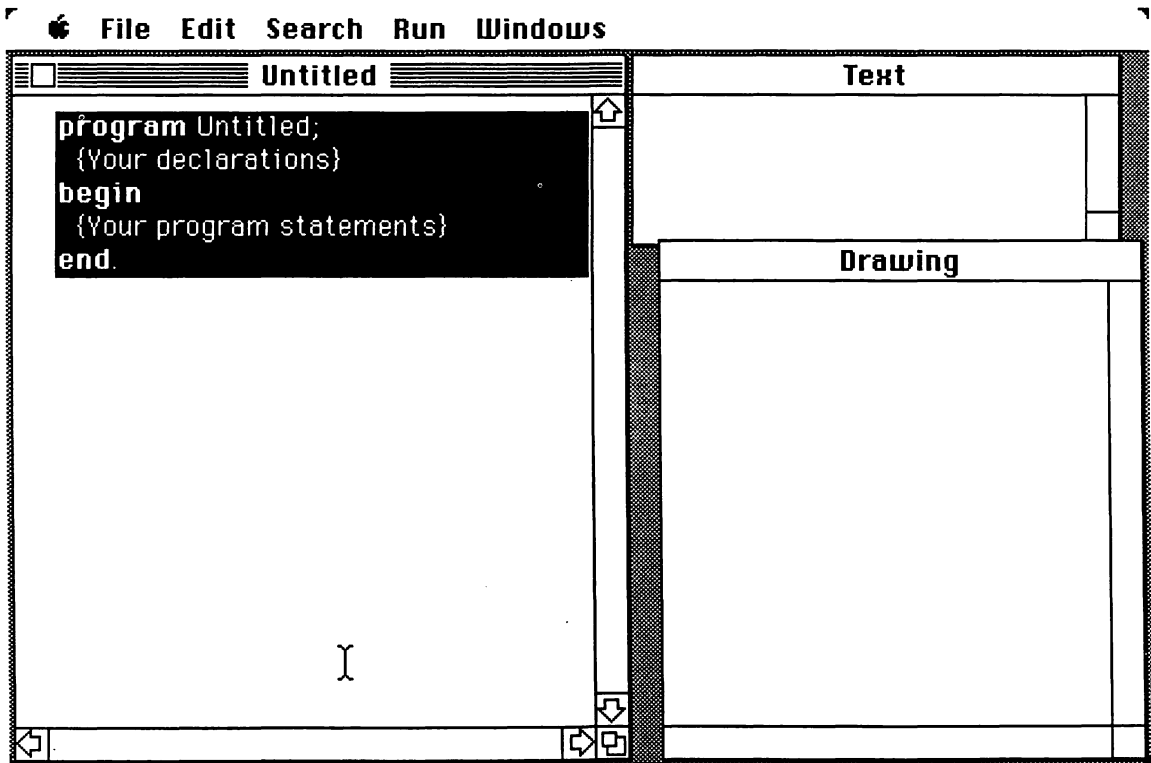 File Edit Search Run Windows
Untitled
program Untitled;
{Your declarations}
begin
{Your program statements}
end.
Text
Drawing